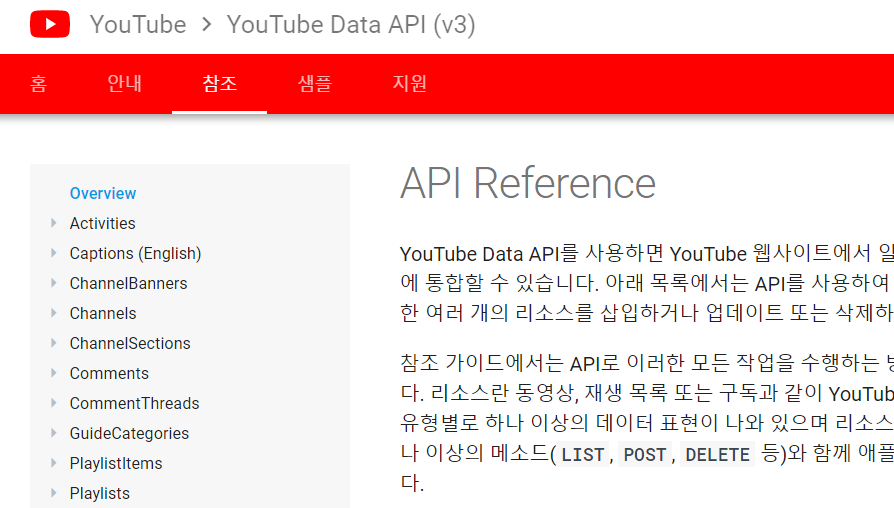 YouTube > YouTube Data API (v3)
홈 안내 참조 샘플 지원
Overview
Activities
Captions (English)
ChannelBanners
Channels
ChannelSections
Comments
CommentThreads
GuideCategories
PlaylistItems
Playlists
API Reference
YouTube Data API를 사용하면 YouTube 웹사이트에서 일
에 통합할 수 있습니다. 아래 목록에서는 API를 사용하여
한 여러 개의 리소스를 삽입하거나 업데이트 또는 삭제하
참조 가이드에서는 API로 이러한 모든 작업을 수행하는 방
다. 리소스란 동영상, 재생 목록 또는 구독과 같이 YouTub
유형별로 하나 이상의 데이터 표현이 나와 있으며 리소스
나 이상의 메소드(LIST, POST, DELETE 등)와 함께 애플
다.